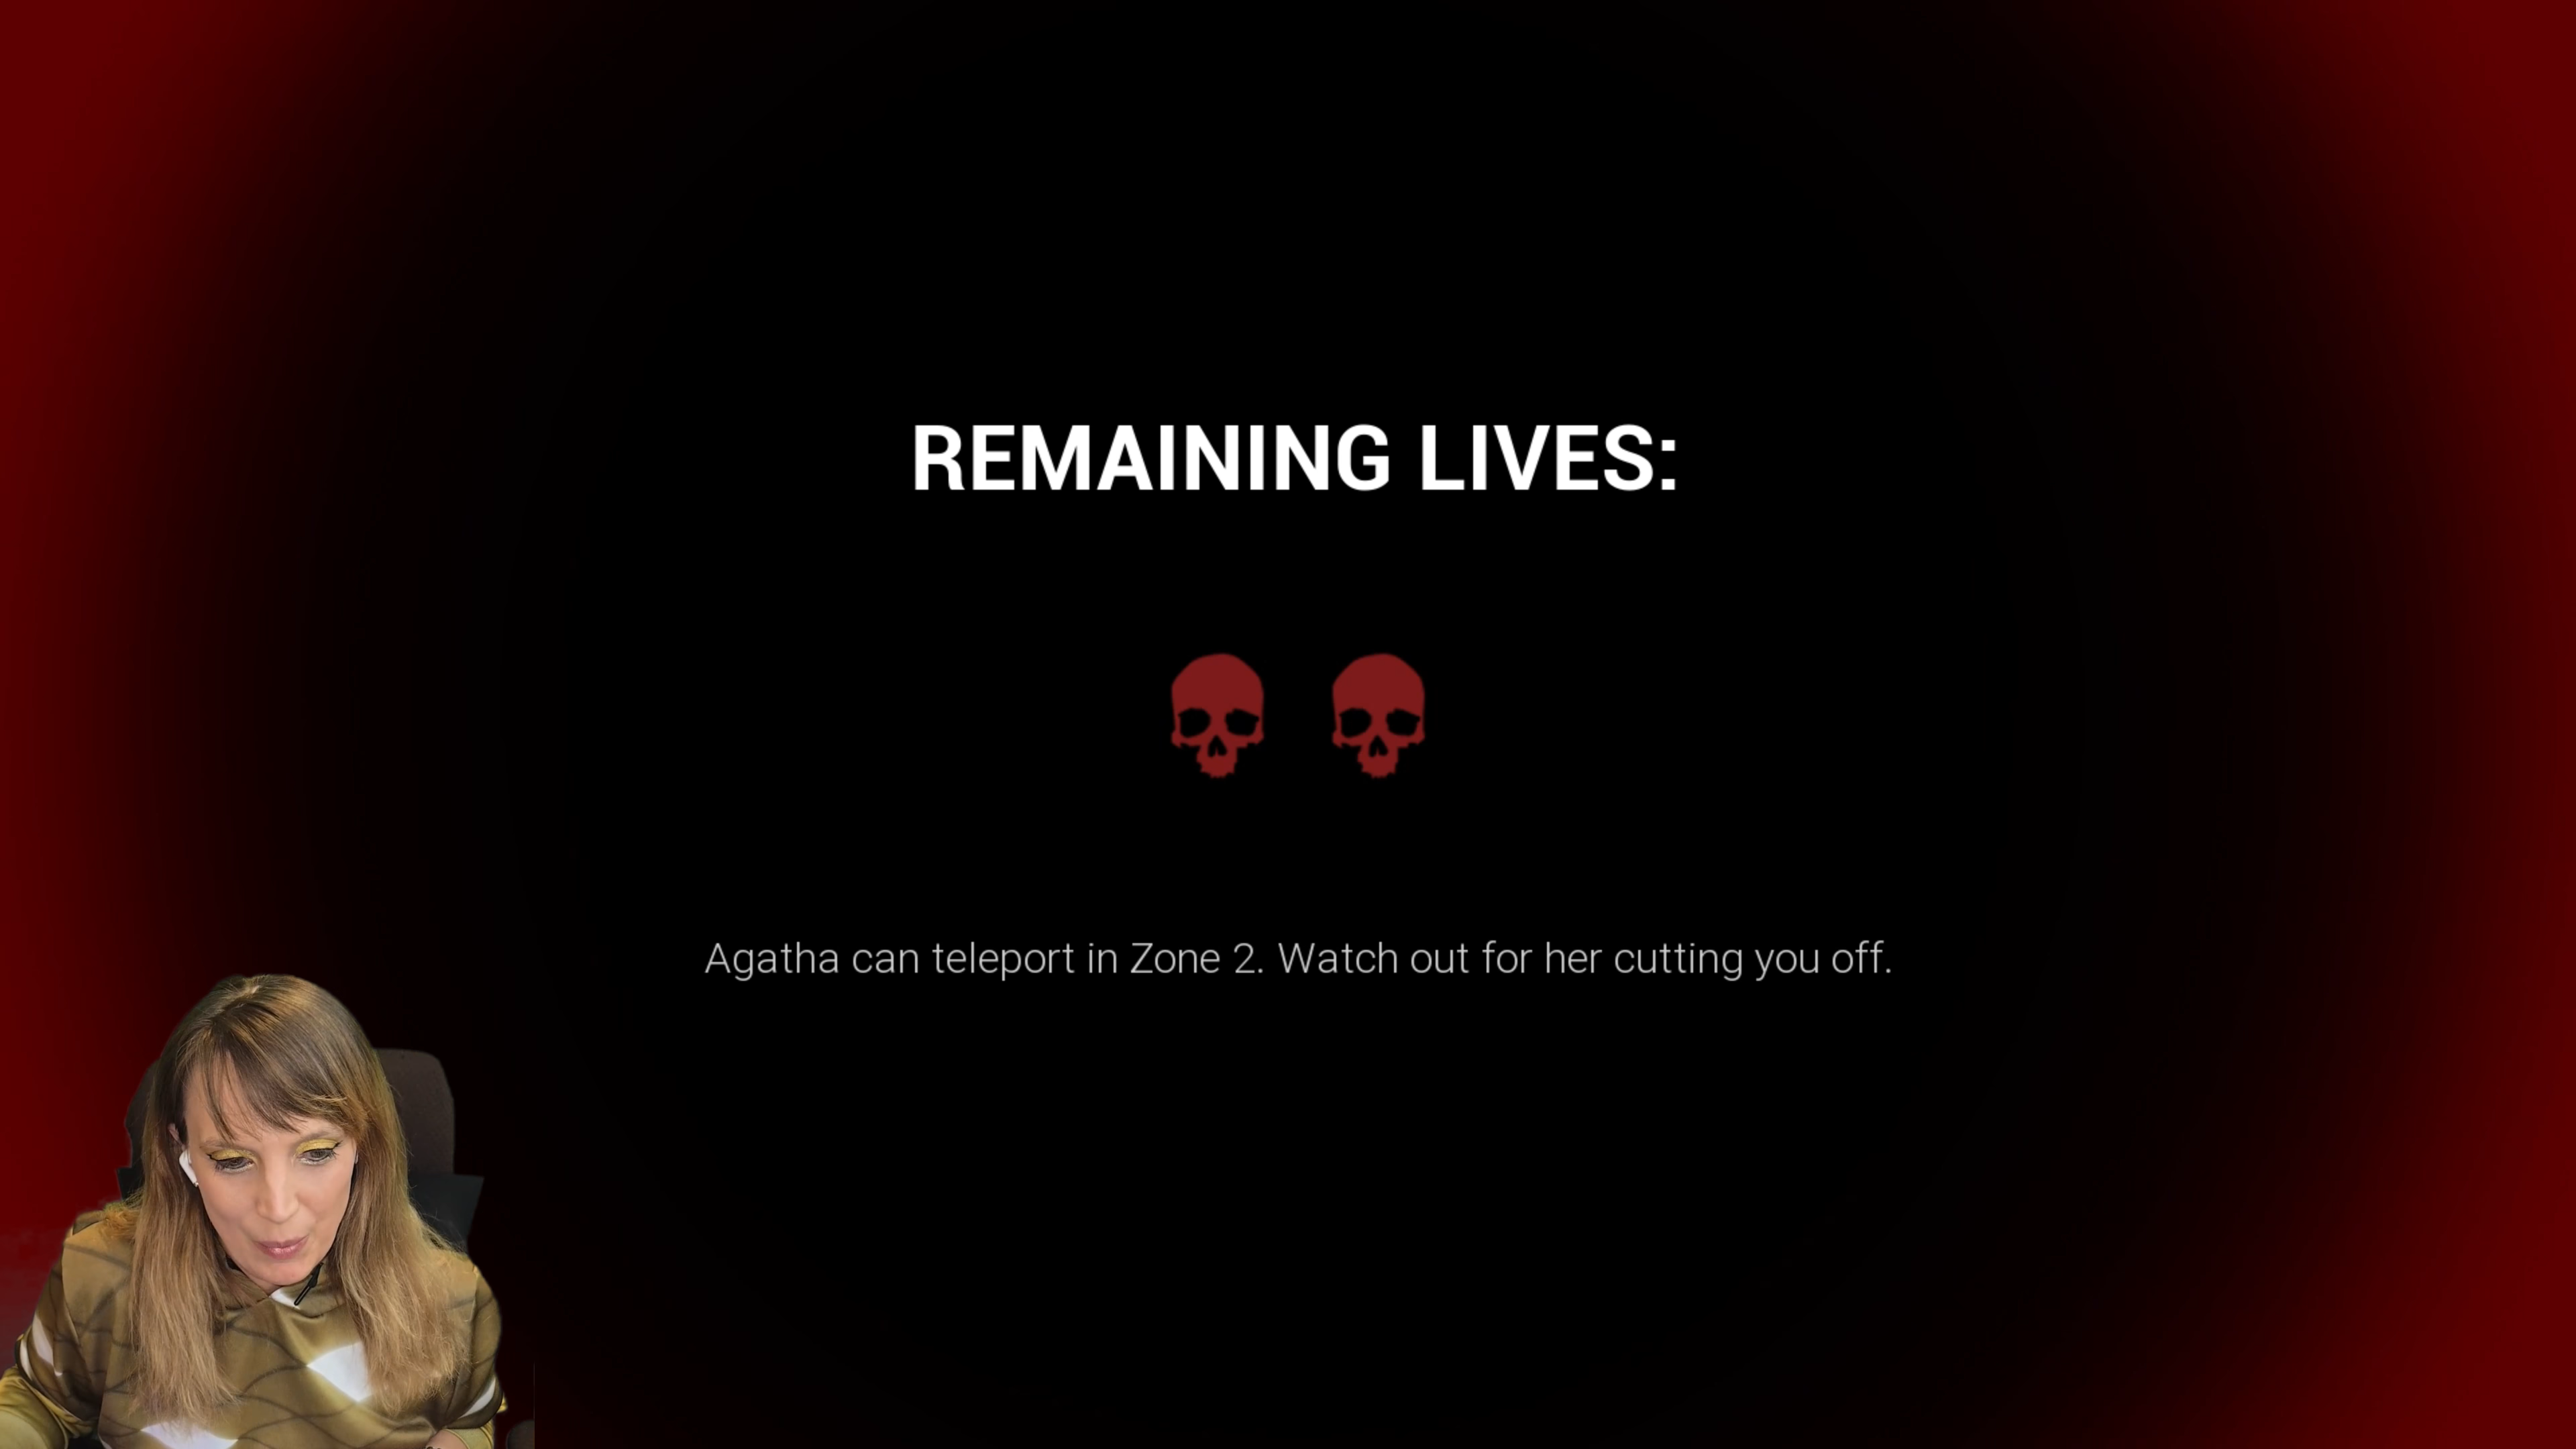 REMAINING LIVES:
Agatha can teleport in Zone 2. Watch out for her cutting you off.